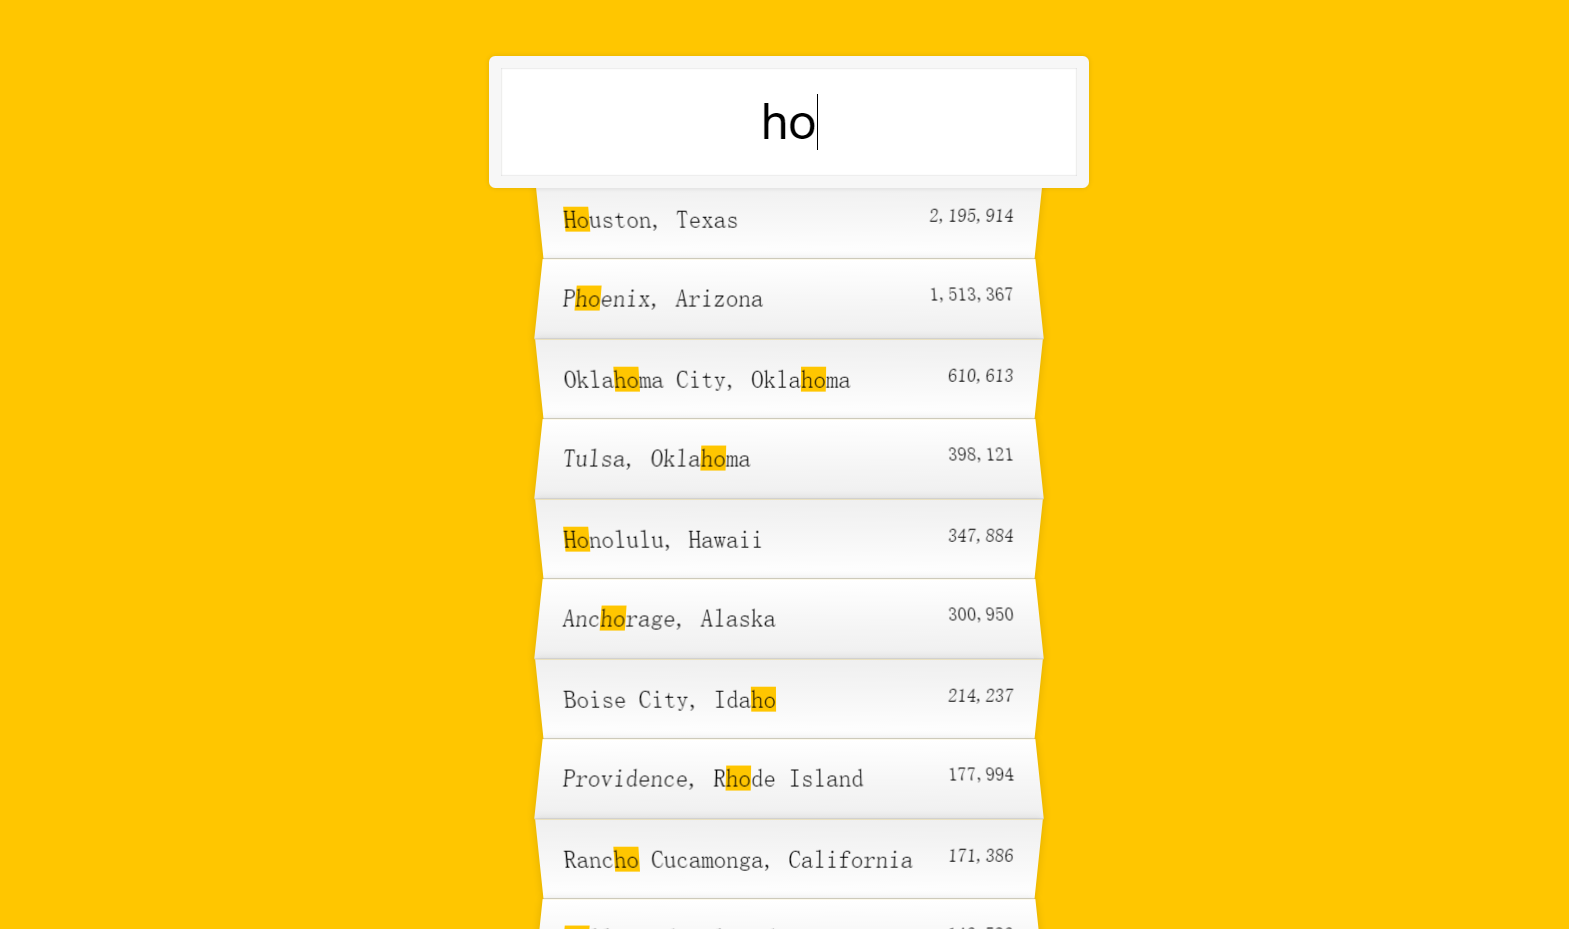 ho
Houston, Texas 2,195,914
Phoenix, Arizona 1,513,367
Oklahoma City, Oklahoma 610,613
Tulsa, Oklahoma 398,121
Honolulu, Hawaii 347,884
Anchorage, Alaska 300,950
Boise City, Idaho 214,237
Providence, Rhode Island 177,994
Rancho Cucamonga, California 171,386